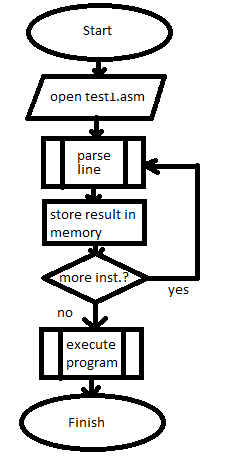 Start
open test1.asm
parse
line
store result in
memory
more inst.?
yes
no
execute
program
Finish